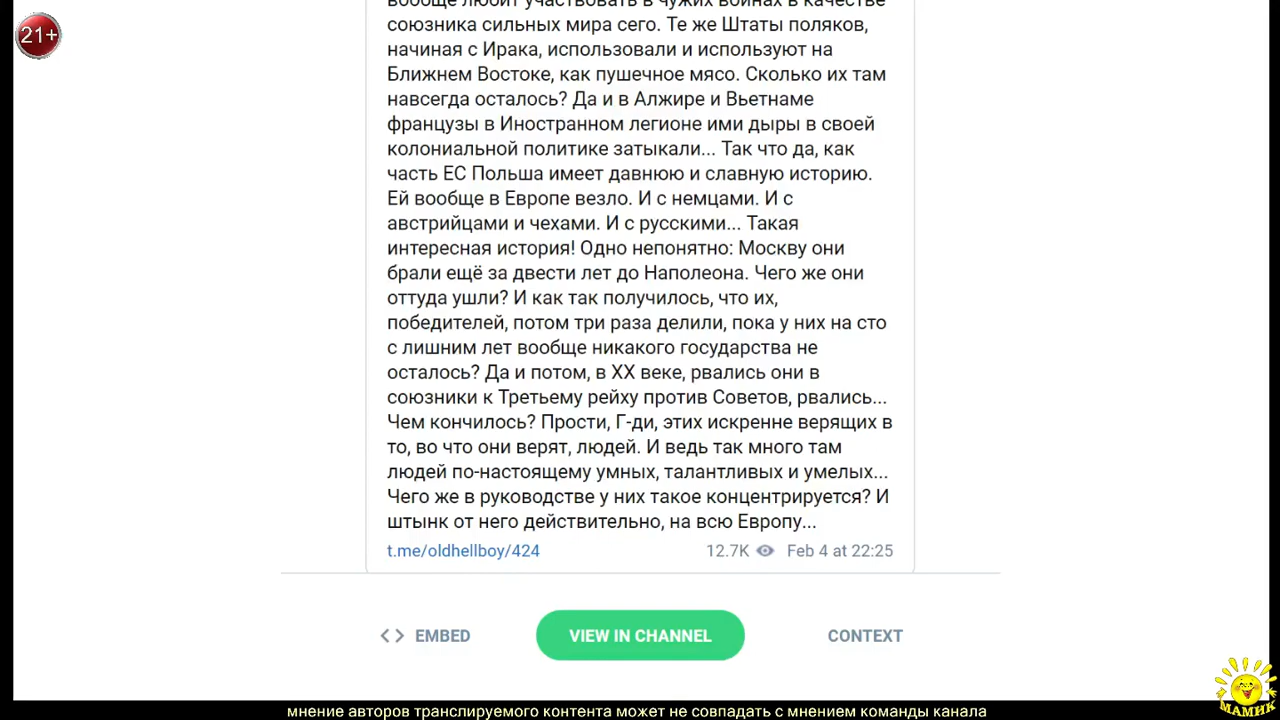 21+
вообще любит участвовать в чужих войнах в качестве
союзника сильных мира сего. Те же Штаты поляков,
начиная с Ирака, использовали и используют на
Ближнем Востоке, как пушечное мясо. Сколько их там
навсегда осталось? Да и в Алжире и Вьетнаме
французы в Иностранном легионе ими дыры в своей
колониальной политике затыкали... Так что да, как
часть ЕС Польша имеет давнюю и славную историю.
Ей вообще в Европе везло. И с немцами. И с
австрийцами и чехами. И с русскими... Такая
интересная история! Одно непонятно: Москву они
брали ещё за двести лет до Наполеона. Чего же они
оттуда ушли? И как так получилось, что их,
победителей, потом три раза делили, пока у них на сто
с лишним лет вообще никакого государства не
осталось? Да и потом, в XX веке, рвались они в
союзники к Третьему рейху против Советов, рвались...
Чем кончилось? Прости, Г-ди, этих искренне верящих в
то, во что они верят, людей. И ведь так много там
людей по-настоящему умных, талантливых и умелых...
Чего же в руководстве у них такое концентрируется? И
штынк от него действительно, на всю Европу...
t.me/oldhellboy/424 12.7K Feb 4 at 22:25
EMBED VIEW IN CHANNEL CONTEXT
МАМИК
мнение авторов транслируемого контента может не совпадать с мнением команды канала